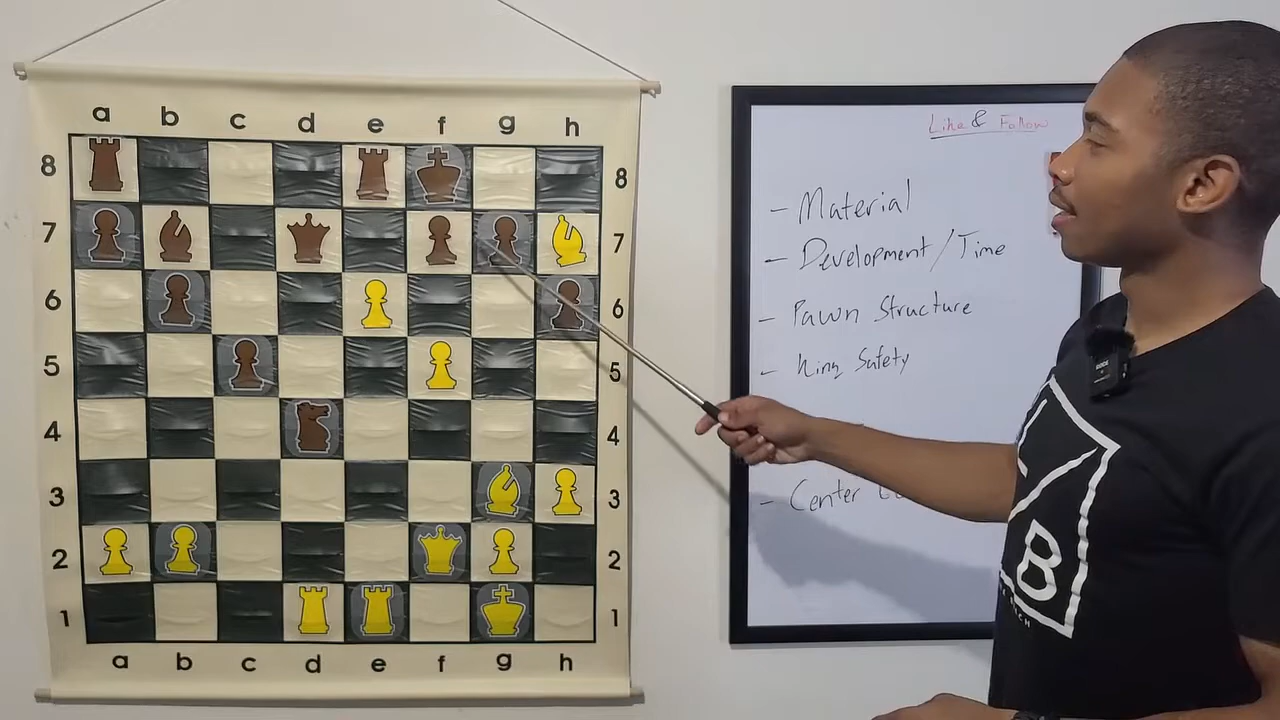 a b c d e f g h
8 8
7 7
6 6
5 5
4 4
3 3
2 2
1 1
a b c d e f g h
Like & Follow
- Material
- Development/Time
- Pawn Structure
- King Safety
- Center
L
B